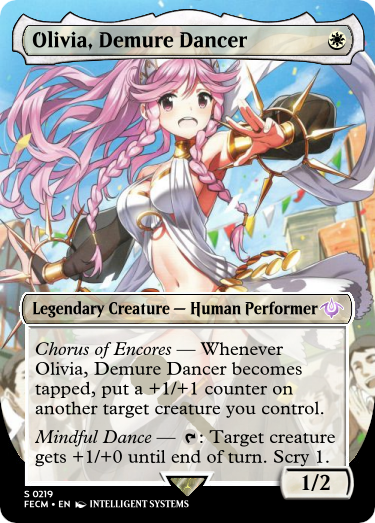 Olivia, Demure Dancer
Legendary Creature — Human Performer
Chorus of Encores — Whenever
Olivia, Demure Dancer becomes
tapped, put a +1/+1 counter on
another target creature you control.
Mindful Dance — : Target creature
gets +1/+0 until end of turn. Scry 1.
1/2
S 0219
FECM • EN INTELLIGENT SYSTEMS